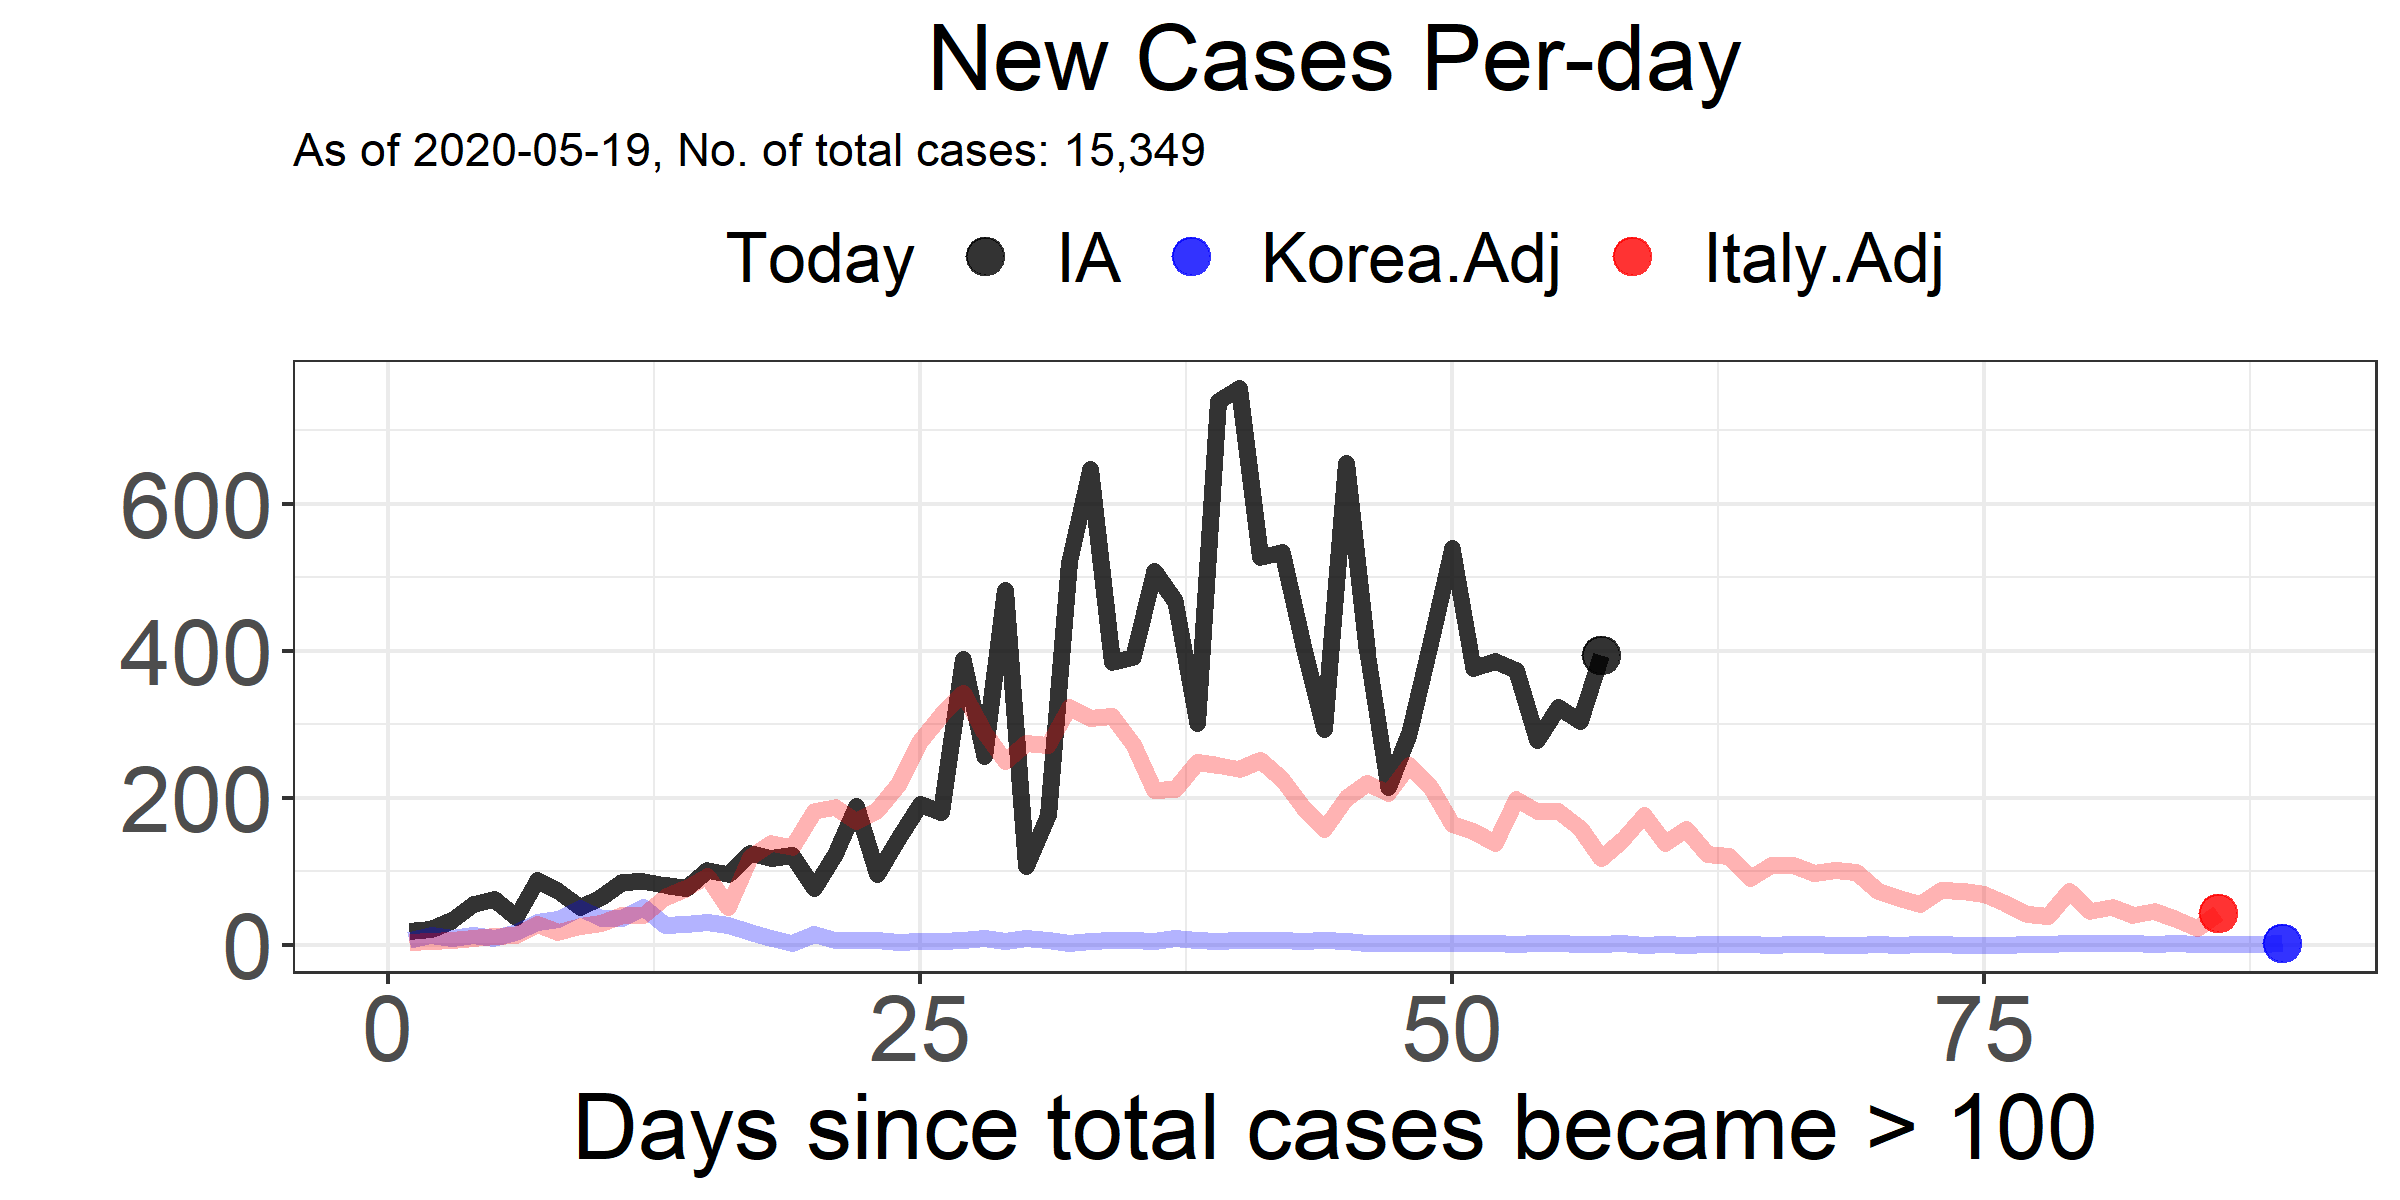 New Cases Per-day
As of 2020-05-19, No. of total cases: 15,349
Today IA Korea.Adj Italy.Adj
600
400
200
0
0 25 50 75
Days since total cases became > 100